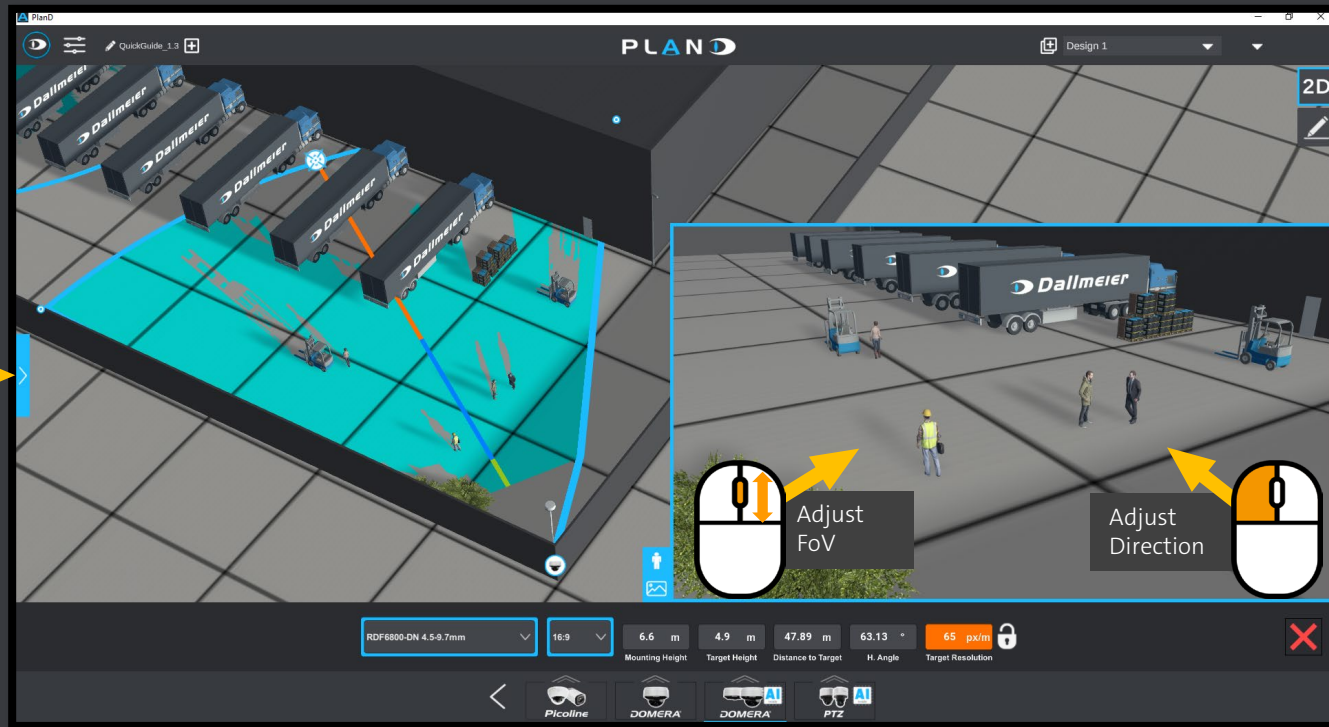 AI PlanD
QuickGuide_1.3
PLAND
Design 1
2D
Dallmeier
Dallmeier
Dallmeier
Dallmeier
Dallmeier
Dallmeier
Dallmeier
Adjust
FoV
Adjust
Direction
RDF6800-DN 4.5-9.7mm
16:9
6.6 m
4.9 m
47.89 m
63.13 °
65 px/m
Mounting Height
Target Height
Distance to Target
H. Angle
Target Resolution
Picoline
DOMERA
DOMERA
AI
PTZ
AI